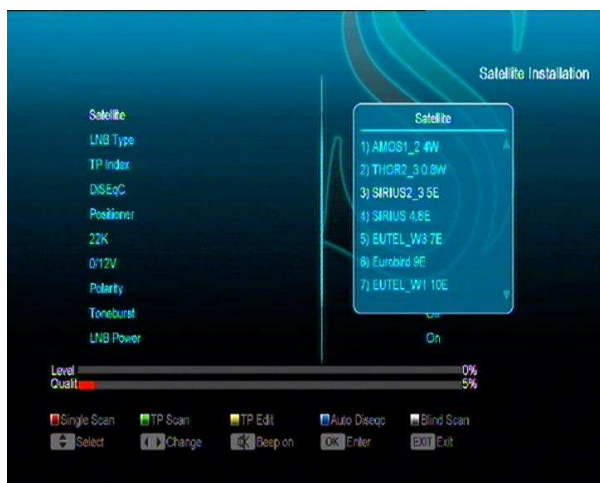 Satellite Installation
Satellite
LNB Type
TP Index
DiSEqC
Positioner
22K
0/12V
Polarity
Toneburst
LNB Power
Satellite
1) AMOS1_2 4W
2) THOR2_3 0.8W
3) SIRIUS2_3 5E
4) SIRIUS 4.8E
5) EUTEL_W3 7E
6) Eurobird 9E
7) EUTEL_W1 10E
Off
On
Level 0%
Qualit 5%
Single Scan TP Scan TP Edit Auto Diseqc Blind Scan
Select Change Beep on OK Enter EXIT Exit